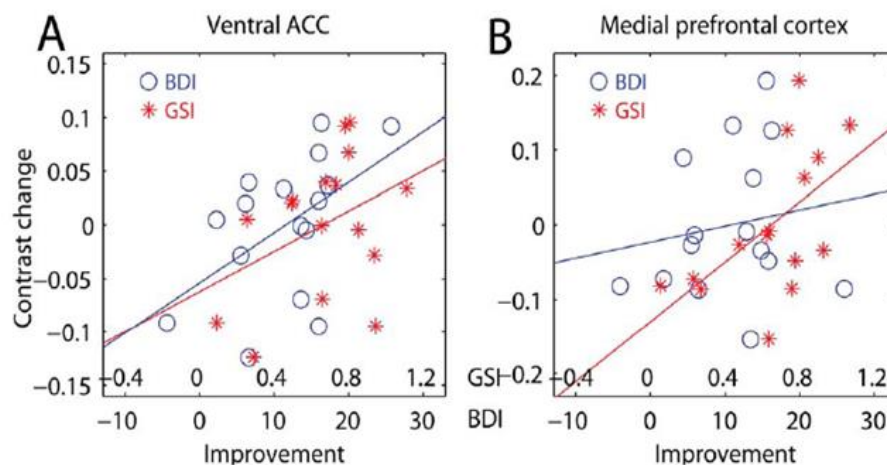 A Ventral ACC
B Medial prefrontal cortex
Contrast change
0.15
0.1
0.05
0
−0.05
−0.1
−0.15
BDI
GSI
−0.4 0 0.4 0.8 1.2
−10 0 10 20 30
Improvement
GSI
BDI
0.2
0.1
0
−0.1
−0.2
BDI
GSI
−0.4 0 0.4 0.8 1.2
−10 0 10 20 30
Improvement